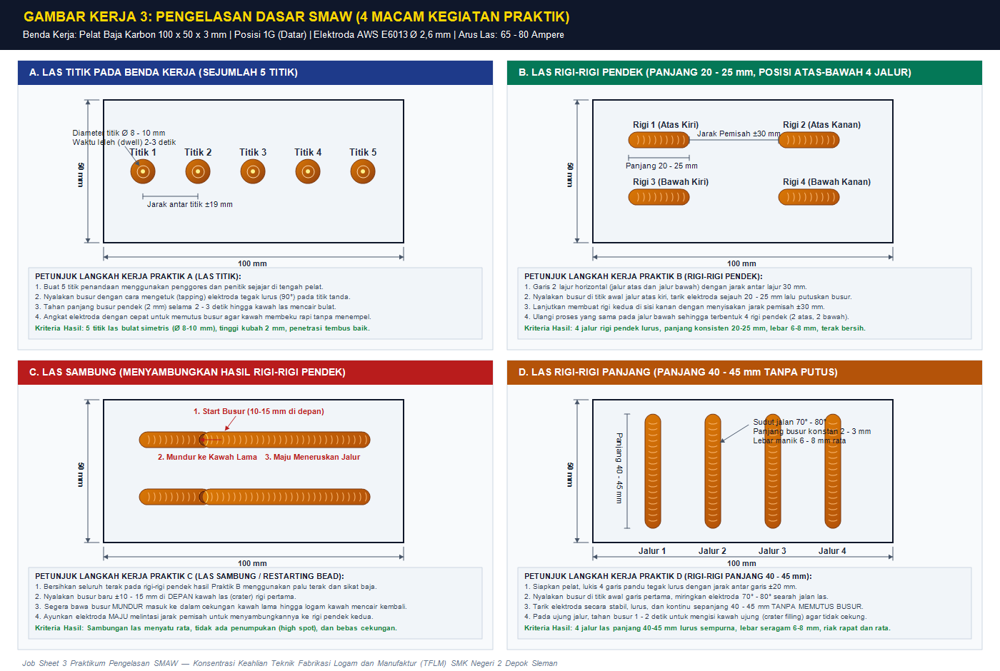 GAMBAR KERJA 3: PENGELASAN DASAR SMAW (4 MACAM KEGIATAN PRAKTIK)
Benda Kerja: Pelat Baja Karbon 100 x 50 x 3 mm | Posisi 1G (Datar) | Elektroda AWS E6013 Ø 2,6 mm | Arus Las: 65 - 80 Ampere
A. LAS TITIK PADA BENDA KERJA (SEJUMLAH 5 TITIK)
Diameter titik Ø 8 - 10 mm
Waktu leleh (dwell) 2-3 detik
Titik 1
Titik 2
Titik 3
Titik 4
Titik 5
50 mm
Jarak antar titik ±19 mm
100 mm
PETUNJUK LANGKAH KERJA PRAKTIK A (LAS TITIK):
1. Buat 5 titik penandaan menggunakan penggores dan penitik sejajar di tengah pelat.
2. Nyalakan busur dengan cara mengetuk (tapping) elektroda tegak lurus (90°) pada titik tanda.
3. Tahan panjang busur pendek (2 mm) selama 2 - 3 detik hingga kawah las mencair bulat.
4. Angkat elektroda dengan cepat untuk memutus busur agar kawah membeku rapi tanpa menempel.
Kriteria Hasil: 5 titik las bulat simetris (Ø 8-10 mm), tinggi kubah 2 mm, penetrasi tembus baik.
B. LAS RIGI-RIGI PENDEK (PANJANG 20 - 25 mm, POSISI ATAS-BAWAH 4 JALUR)
Rigi 1 (Atas Kiri)
Jarak Pemisah ±30 mm
Rigi 2 (Atas Kanan)
Panjang 20 - 25 mm
50 mm
Rigi 3 (Bawah Kiri)
Rigi 4 (Bawah Kanan)
100 mm
PETUNJUK LANGKAH KERJA PRAKTIK B (RIGI-RIGI PENDEK):
1. Garis 2 lajur horizontal (jalur atas dan jalur bawah) dengan jarak antar lajur 30 mm.
2. Nyalakan busur di titik awal jalur atas kiri, tarik elektroda sejauh 20 - 25 mm lalu putuskan busur.
3. Lanjutkan membuat rigi kedua di sisi kanan dengan menyisakan jarak pemisah ±30 mm.
4. Ulangi proses yang sama pada jalur bawah sehingga terbentuk 4 rigi pendek (2 atas, 2 bawah).
Kriteria Hasil: 4 jalur rigi pendek lurus, panjang konsisten 20-25 mm, lebar 6-8 mm, terak bersih.
C. LAS SAMBUNG (MENYAMBUNGKAN HASIL RIGI-RIGI PENDEK)
1. Start Busur (10-15 mm di depan)
2. Mundur ke Kawah Lama
3. Maju Meneruskan Jalur
50 mm
100 mm
PETUNJUK LANGKAH KERJA PRAKTIK C (LAS SAMBUNG / RESTARTING BEAD):
1. Bersihkan seluruh terak pada rigi-rigi pendek hasil Praktik B menggunakan palu terak dan sikat baja.
2. Nyalakan busur baru ±10 - 15 mm di DEPAN kawah las (crater) rigi pertama.
3. Segera bawa busur MUNDUR masuk ke dalam cekungan kawah lama hingga logam kawah mencair kembali.
4. Ayunkan elektroda MAJU melintasi jarak pemisah untuk menyambungkannya ke rigi pendek kedua.
Kriteria Hasil: Sambungan las menyatu rata, tidak ada penumpukan (high spot), dan bebas cekungan.
D. LAS RIGI-RIGI PANJANG (PANJANG 40 - 45 mm TANPA PUTUS)
Sudut jalan 70° - 80°
Panjang busur konstan 2 - 3 mm
Lebar manik 6 - 8 mm rata
Panjang 40 - 45 mm
50 mm
Jalur 1
Jalur 2
Jalur 3
Jalur 4
100 mm
PETUNJUK LANGKAH KERJA PRAKTIK D (RIGI-RIGI PANJANG 40 - 45 mm):
1. Siapkan pelat, lukis 4 garis pandu tegak lurus dengan jarak antar garis ±20 mm.
2. Nyalakan busur di titik awal garis pertama, miringkan elektroda 70° - 80° searah jalan las.
3. Tarik elektroda secara stabil, lurus, dan kontinu sepanjang 40 - 45 mm TANPA MEMUTUS BUSUR.
4. Pada ujung jalur, tahan busur 1 - 2 detik untuk mengisi kawah ujung (crater filling) agar tidak cekung.
Kriteria Hasil: 4 jalur las panjang 40-45 mm lurus sempurna, lebar seragam 6-8 mm, riak rapat dan rata.
Job Sheet 3 Praktikum Pengelasan SMAW — Konsentrasi Keahlian Teknik Fabrikasi Logam dan Manufaktur (TFLM) SMK Negeri 2 Depok Sleman